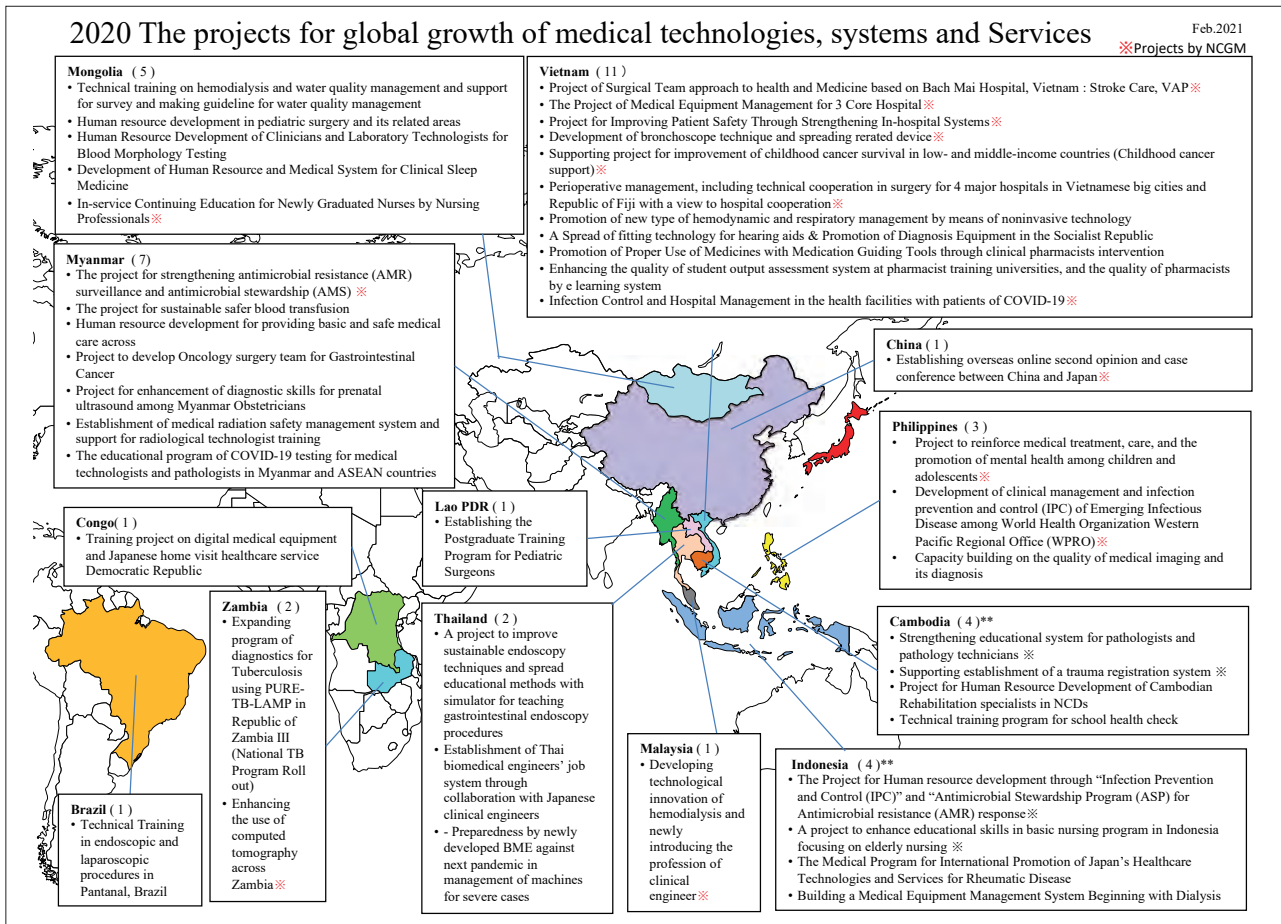 2020 The projects for global growth of medical technologies, systems and Services
Feb.2021
※Projects by NCGM
Mongolia ( 5 )
• Technical training on hemodialysis and water quality management and support
for survey and making guideline for water quality management
• Human resource development in pediatric surgery and its related areas
• Human Resource Development of Clinicians and Laboratory Technologists for
Blood Morphology Testing
• Development of Human Resource and Medical System for Clinical Sleep
Medicine
• In-service Continuing Education for Newly Graduated Nurses by Nursing
Professionals※
Vietnam ( 11 )
• Project of Surgical Team approach to health and Medicine based on Bach Mai Hospital, Vietnam : Stroke Care, VAP※
• The Project of Medical Equipment Management for 3 Core Hospital※
• Project for Improving Patient Safety Through Strengthening In-hospital Systems※
• Development of bronchoscope technique and spreading rerated device※
• Supporting project for improvement of childhood cancer survival in low- and middle-income countries (Childhood cancer
support)※
• Perioperative management, including technical cooperation in surgery for 4 major hospitals in Vietnamese big cities and
Republic of Fiji with a view to hospital cooperation※
• Promotion of new type of hemodynamic and respiratory management by means of noninvasive technology
• A Spread of fitting technology for hearing aids & Promotion of Diagnosis Equipment in the Socialist Republic
• Promotion of Proper Use of Medicines with Medication Guiding Tools through clinical pharmacists intervention
• Enhancing the quality of student output assessment system at pharmacist training universities, and the quality of pharmacists
by e learning system
• Infection Control and Hospital Management in the health facilities with patients of COVID-19※
Myanmar ( 7)
• The project for strengthening antimicrobial resistance (AMR)
surveillance and antimicrobial stewardship (AMS) ※
• The project for sustainable safer blood transfusion
• Human resource development for providing basic and safe medical
care across
• Project to develop Oncology surgery team for Gastrointestinal
Cancer
• Project for enhancement of diagnostic skills for prenatal
ultrasound among Myanmar Obstetricians
• Establishment of medical radiation safety management system and
support for radiological technologist training
• The educational program of COVID-19 testing for medical
technologists and pathologists in Myanmar and ASEAN countries
China ( 1 )
• Establishing overseas online second opinion and case
conference between China and Japan※
Philippines ( 3 )
• Project to reinforce medical treatment, care, and the
promotion of mental health among children and
adolescents※
• Development of clinical management and infection
prevention and control (IPC) of Emerging Infectious
Disease among World Health Organization Western
Pacific Regional Office (WPRO)※
• Capacity building on the quality of medical imaging and
its diagnosis
Congo( 1 )
• Training project on digital medical equipment
and Japanese home visit healthcare service
Democratic Republic
Lao PDR ( 1 )
• Establishing the
Postgraduate Training
Program for Pediatric
Surgeons
Zambia ( 2 )
• Expanding
program of
diagnostics for
Tuberculosis
using PURE-
TB-LAMP in
Republic of
Zambia III
(National TB
Program Roll
out)
• Enhancing
the use of
computed
tomography
across
Zambia※
Thailand ( 2 )
• A project to improve
sustainable endoscopy
techniques and spread
educational methods with
simulator for teaching
gastrointestinal endoscopy
procedures
• Establishment of Thai
biomedical engineers’ job
system through
collaboration with Japanese
clinical engineers
• - Preparedness by newly
developed BME against
next pandemic in
management of machines
for severe cases
Cambodia ( 4 )**
• Strengthening educational system for pathologists and
pathology technicians ※
• Supporting establishment of a trauma registration system ※
• Project for Human Resource Development of Cambodian
Rehabilitation specialists in NCDs
• Technical training program for school health check
Brazil ( 1 )
• Technical Training
in endoscopic and
laparoscopic
procedures in
Pantanal, Brazil
Malaysia ( 1 )
• Developing
technological
innovation of
hemodialysis and
newly
introducing the
profession of
clinical
engineer※
Indonesia ( 4 )**
• The Project for Human resource development through “Infection Prevention
and Control (IPC)” and “Antimicrobial Stewardship Program (ASP) for
Antimicrobial resistance (AMR) response※
• A project to enhance educational skills in basic nursing program in Indonesia
focusing on elderly nursing ※
• The Medical Program for International Promotion of Japan’s Healthcare
Technologies and Services for Rheumatic Disease
• Building a Medical Equipment Management System Beginning with Dialysis